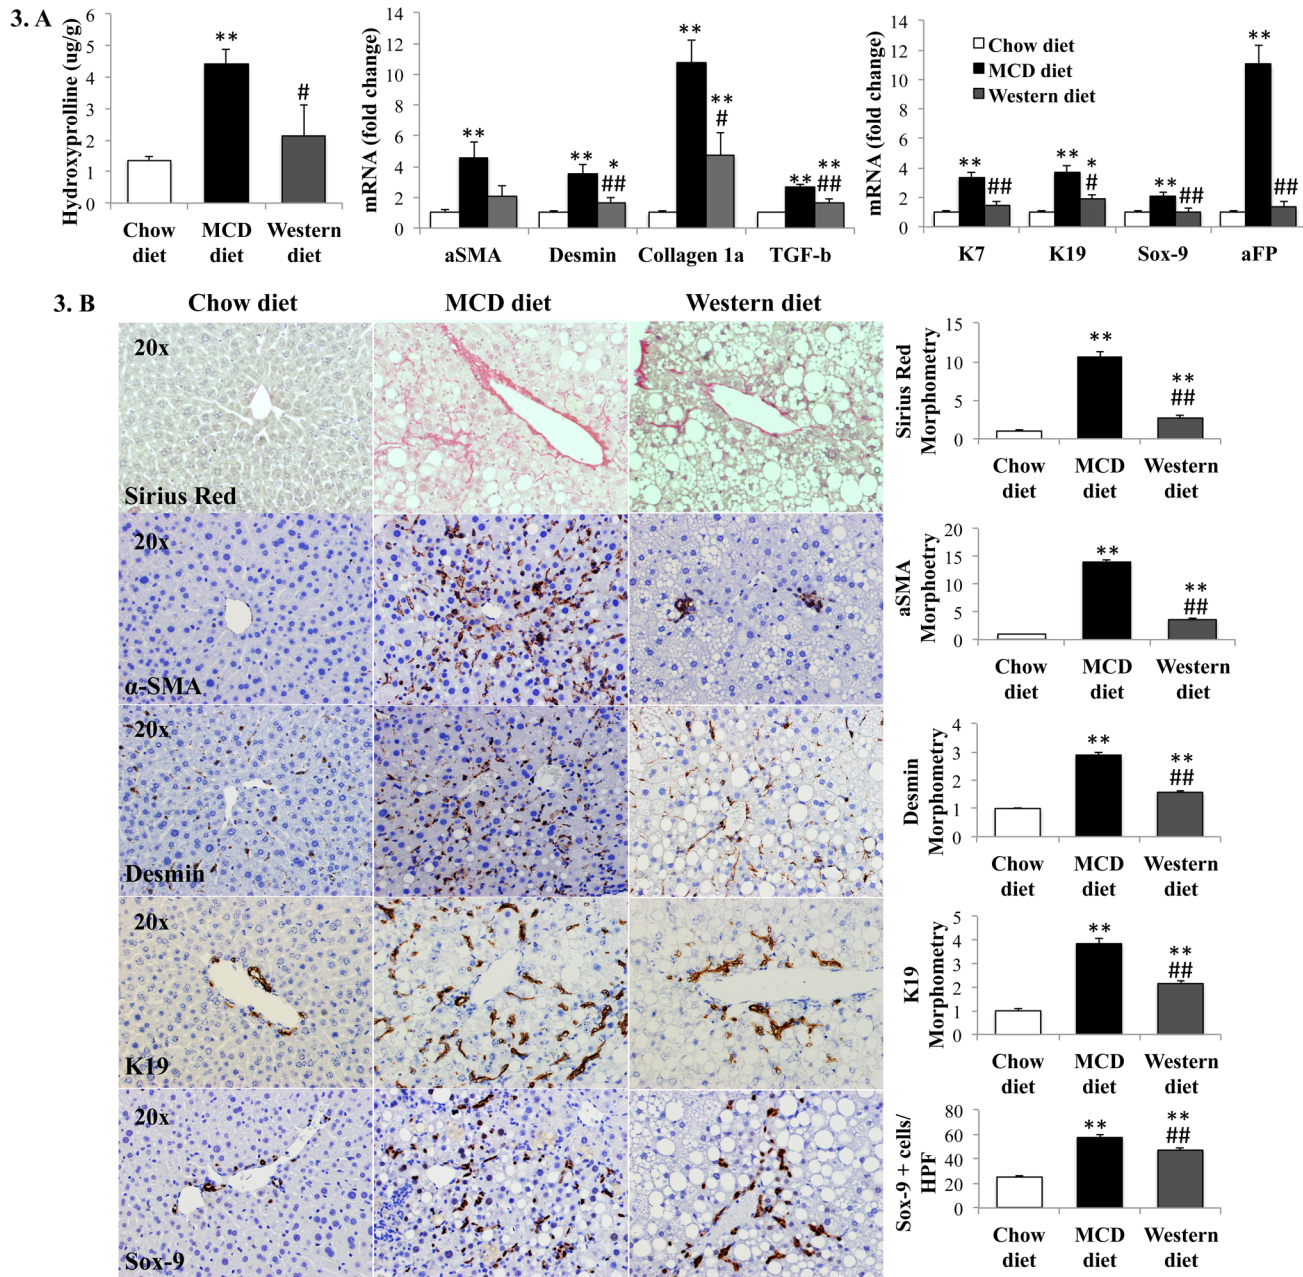 3. A
Hydroxyprolline (ug/g)
6
5
4
3
2
1
0
**
#
Chow diet
MCD diet
Western diet
mRNA (fold change)
14
12
10
8
6
4
2
0
**
**
*
##
**
**
#
**
**
##
aSMA
Desmin
Collagen 1a
TGF-b
mRNA (fold change)
14
12
10
8
6
4
2
0
Chow diet
MCD diet
Western diet
**
##
**
*
#
**
##
**
##
K7
K19
Sox-9
aFP
3. B
Chow diet
MCD diet
Western diet
20x
Sirius Red
Sirius Red
Morphometry
15
10
5
0
**
**
##
Chow diet
MCD diet
Western diet
20x
α-SMA
aSMA
Morphoetry
20
15
10
5
0
**
**
##
Chow diet
MCD diet
Western diet
20x
Desmin
Desmin
Morphometry
4
3
2
1
0
**
**
##
Chow diet
MCD diet
Western diet
20x
K19
K19
Morphometry
5
4
3
2
1
0
**
**
##
Chow diet
MCD diet
Western diet
20x
Sox-9
Sox-9 + cells/
HPF
80
60
40
20
0
**
**
##
Chow diet
MCD diet
Western diet